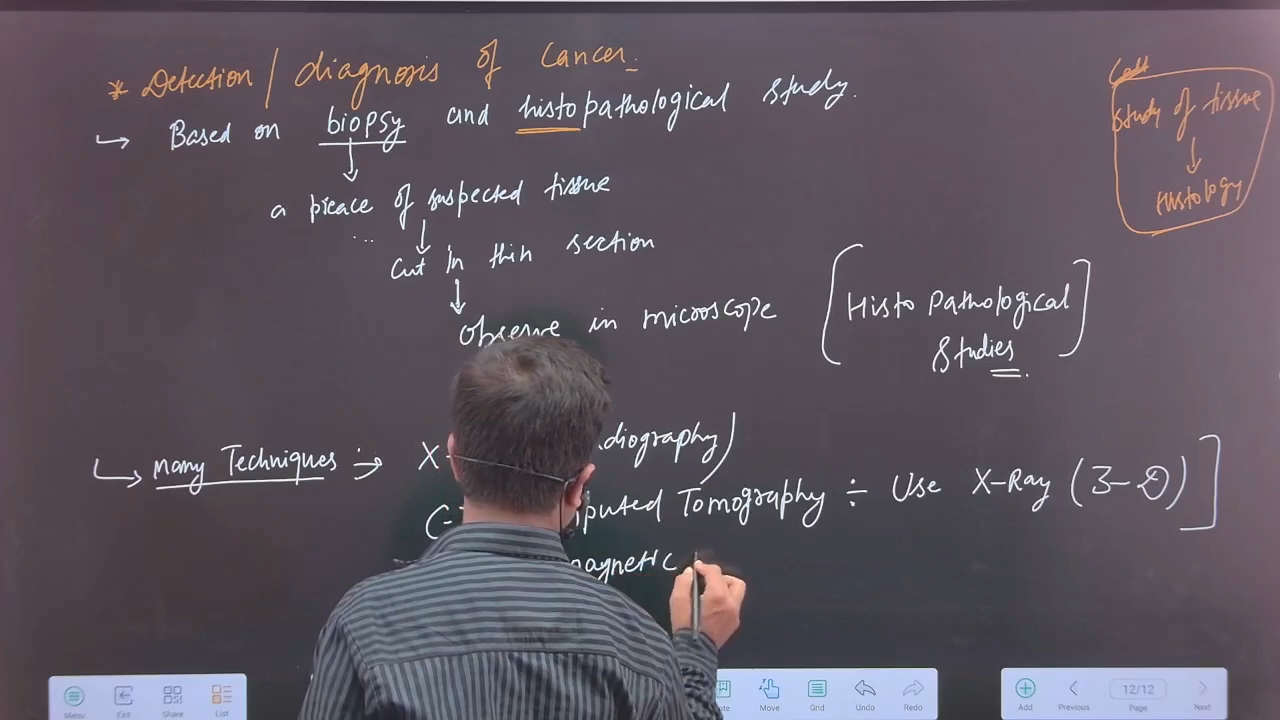 * Detection / diagnosis of Cancer.
↳ Based on biopsy and histopathological study.
a pieace of suspected tissue
...
Cut in thin section
Observe in microscope [Histo Pathological
Studies.]
study of tissue
↓
Histology
↳ Many Techniques ÷> X- diography)
C-T puted Tomography ÷ Use X-Ray (3-D)]
agnetic
Menu Exit Share List
Move Grid Undo Redo
Add Previous 12/12 Page Next